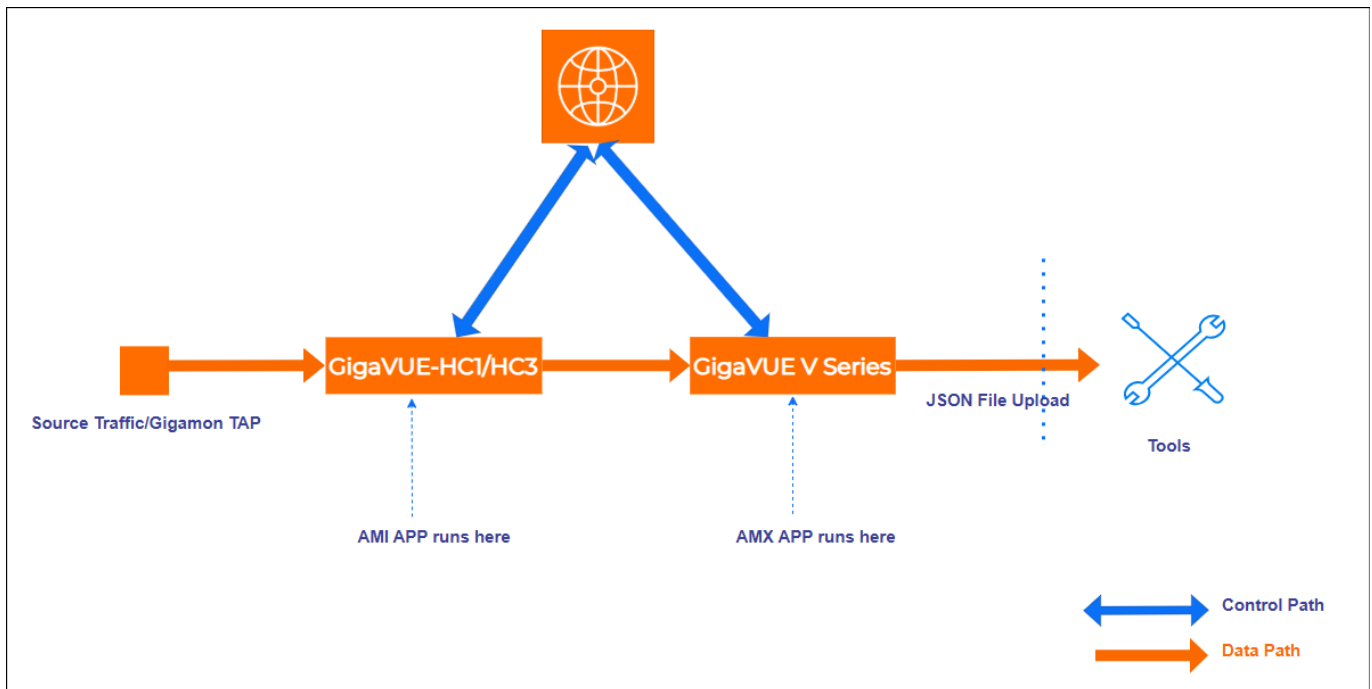 GigaVUE-HC1/HC3
GigaVUE V Series
Source Traffic/Gigamon TAP
JSON File Upload
Tools
AMI APP runs here
AMX APP runs here
Control Path
Data Path